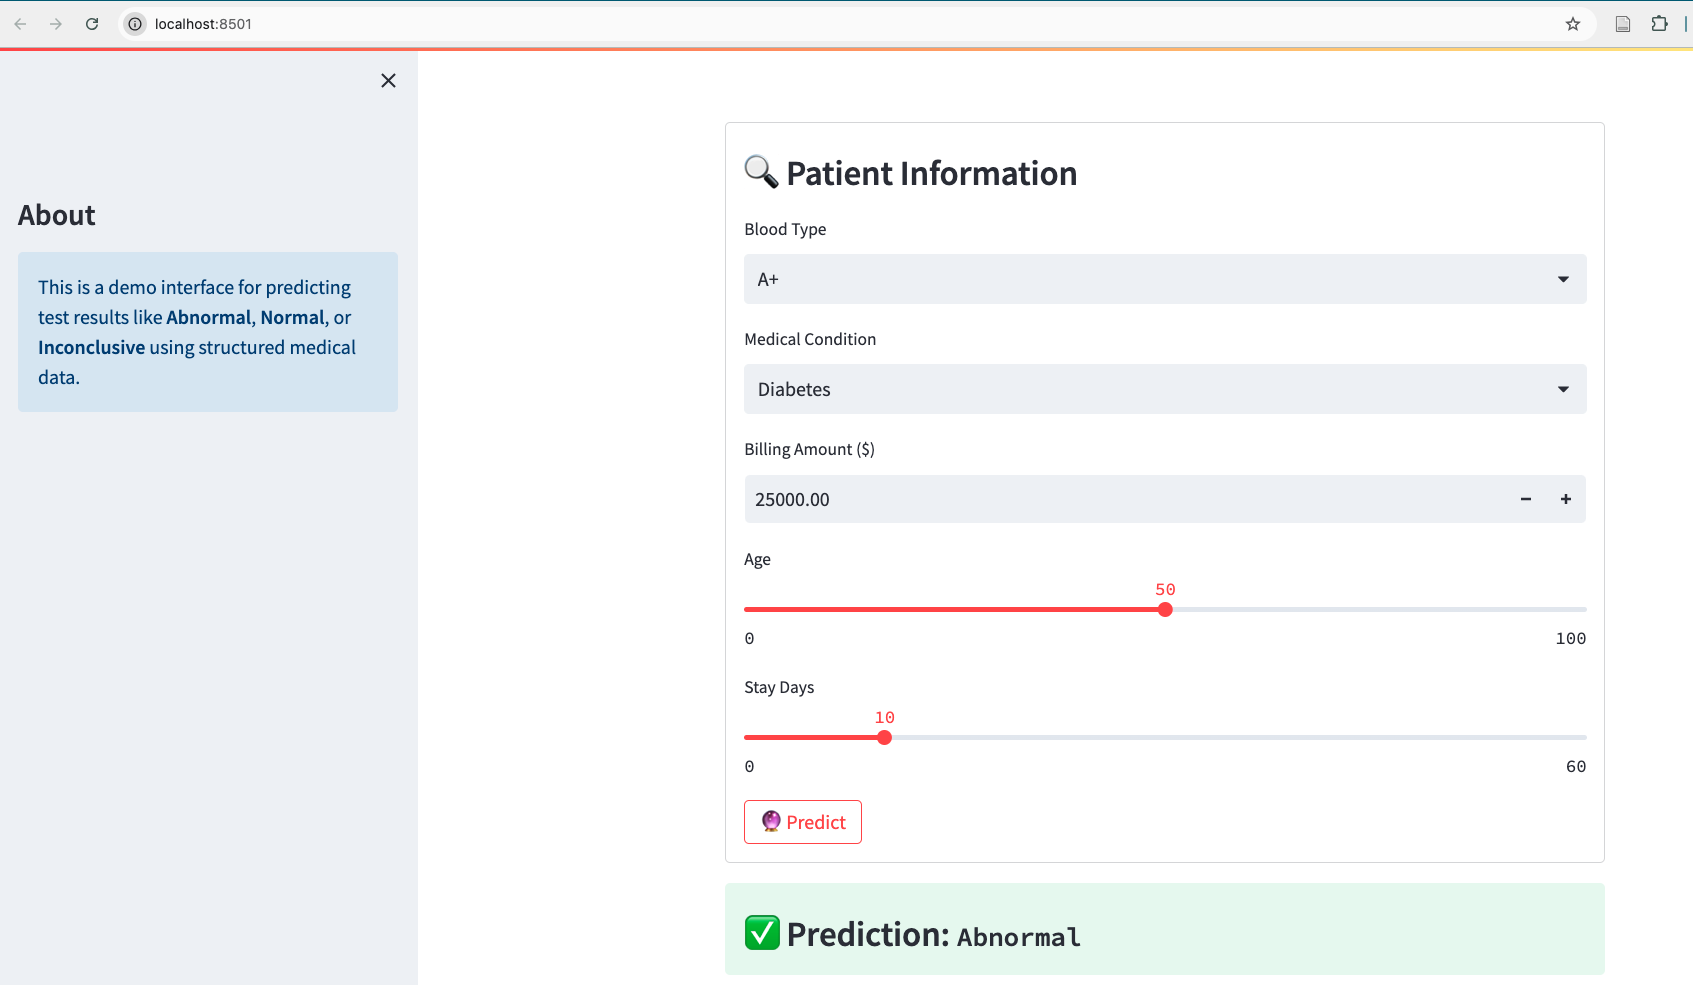 localhost:8501
About
This is a demo interface for predicting
test results like Abnormal, Normal, or
Inconclusive using structured medical
data.
🔍 Patient Information
Blood Type
A+
Medical Condition
Diabetes
Billing Amount ($)
25000.00
Age
50
0 100
Stay Days
10
0 60
🔮 Predict
✅ Prediction: Abnormal